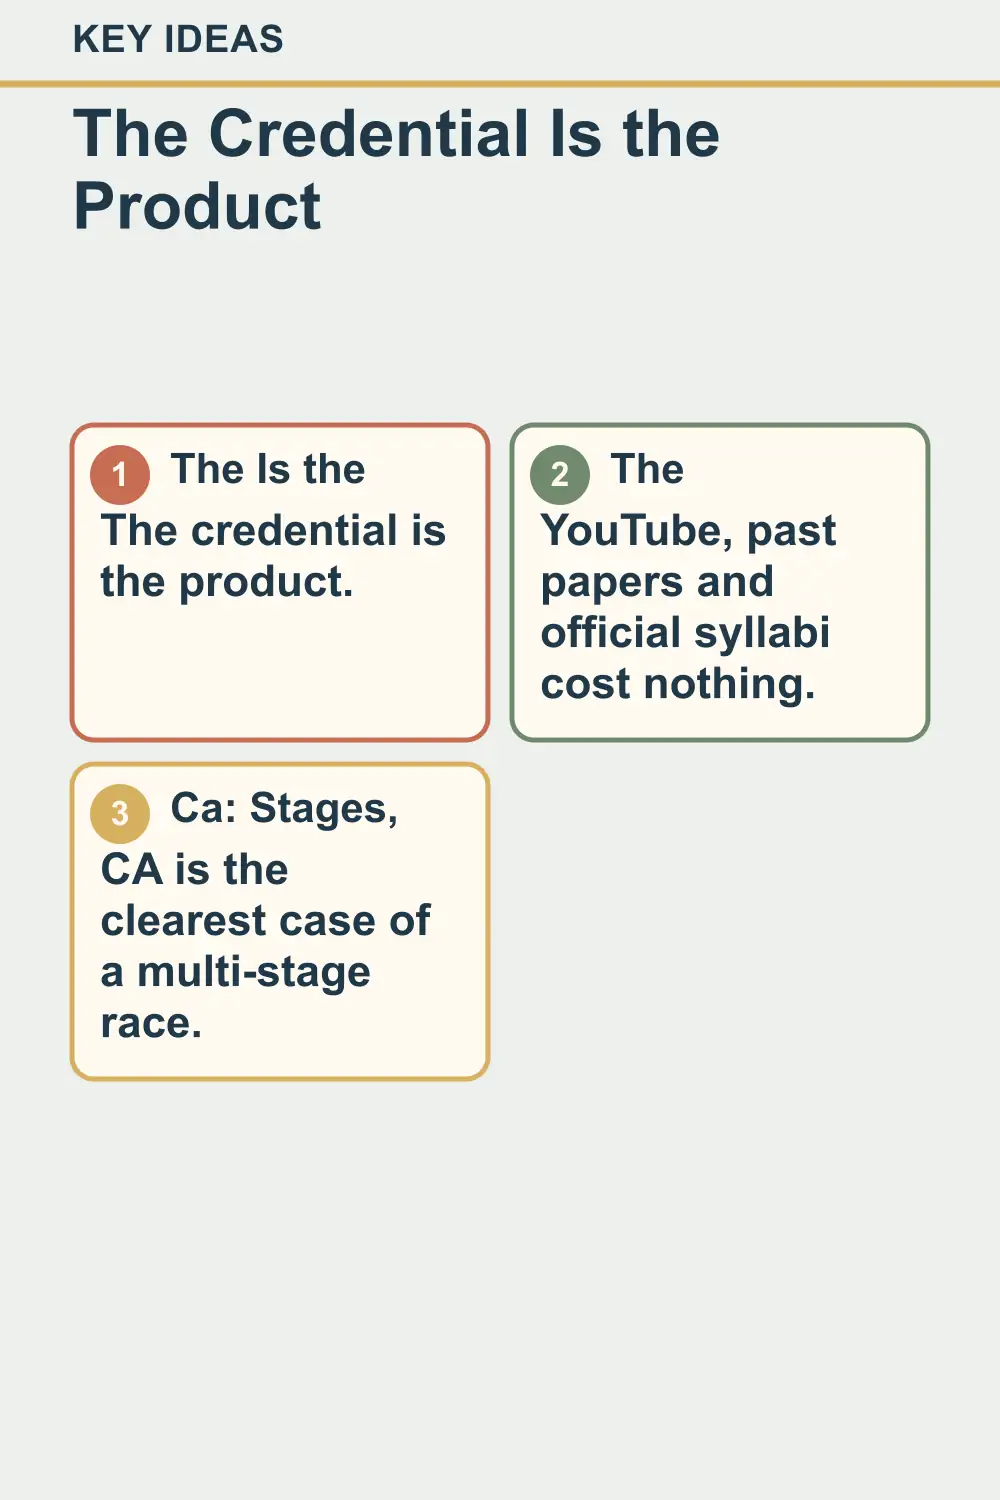 KEY IDEAS
The Credential Is the
Product
1 The Is the
The credential is
the product.
2 The
YouTube, past
papers and
official syllabi
cost nothing.
3 Ca: Stages,
CA is the
clearest case of
a multi-stage
race.